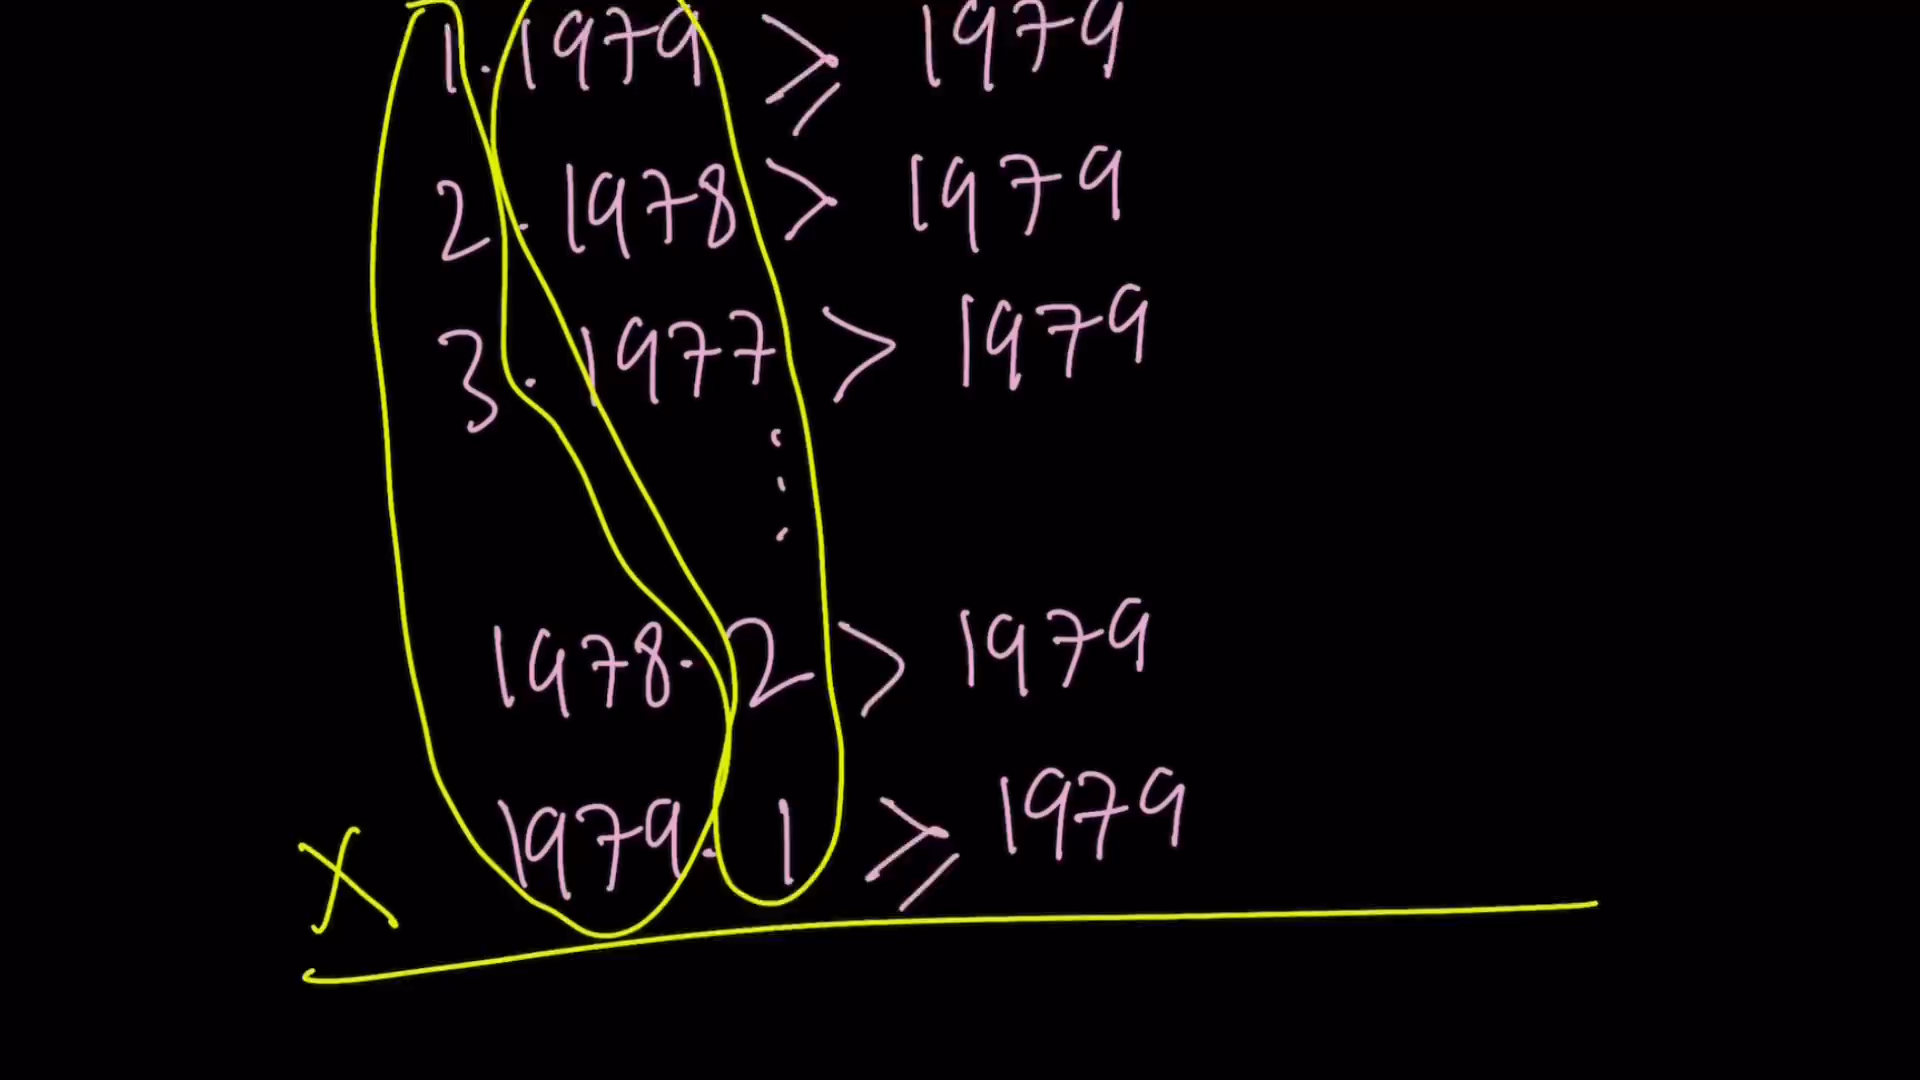 1 · 1979 ≥ 1979
2 · 1978 > 1979
3 · 1977 > 1979
⋮
1978 · 2 > 1979
1979 · 1 ≥ 1979
X